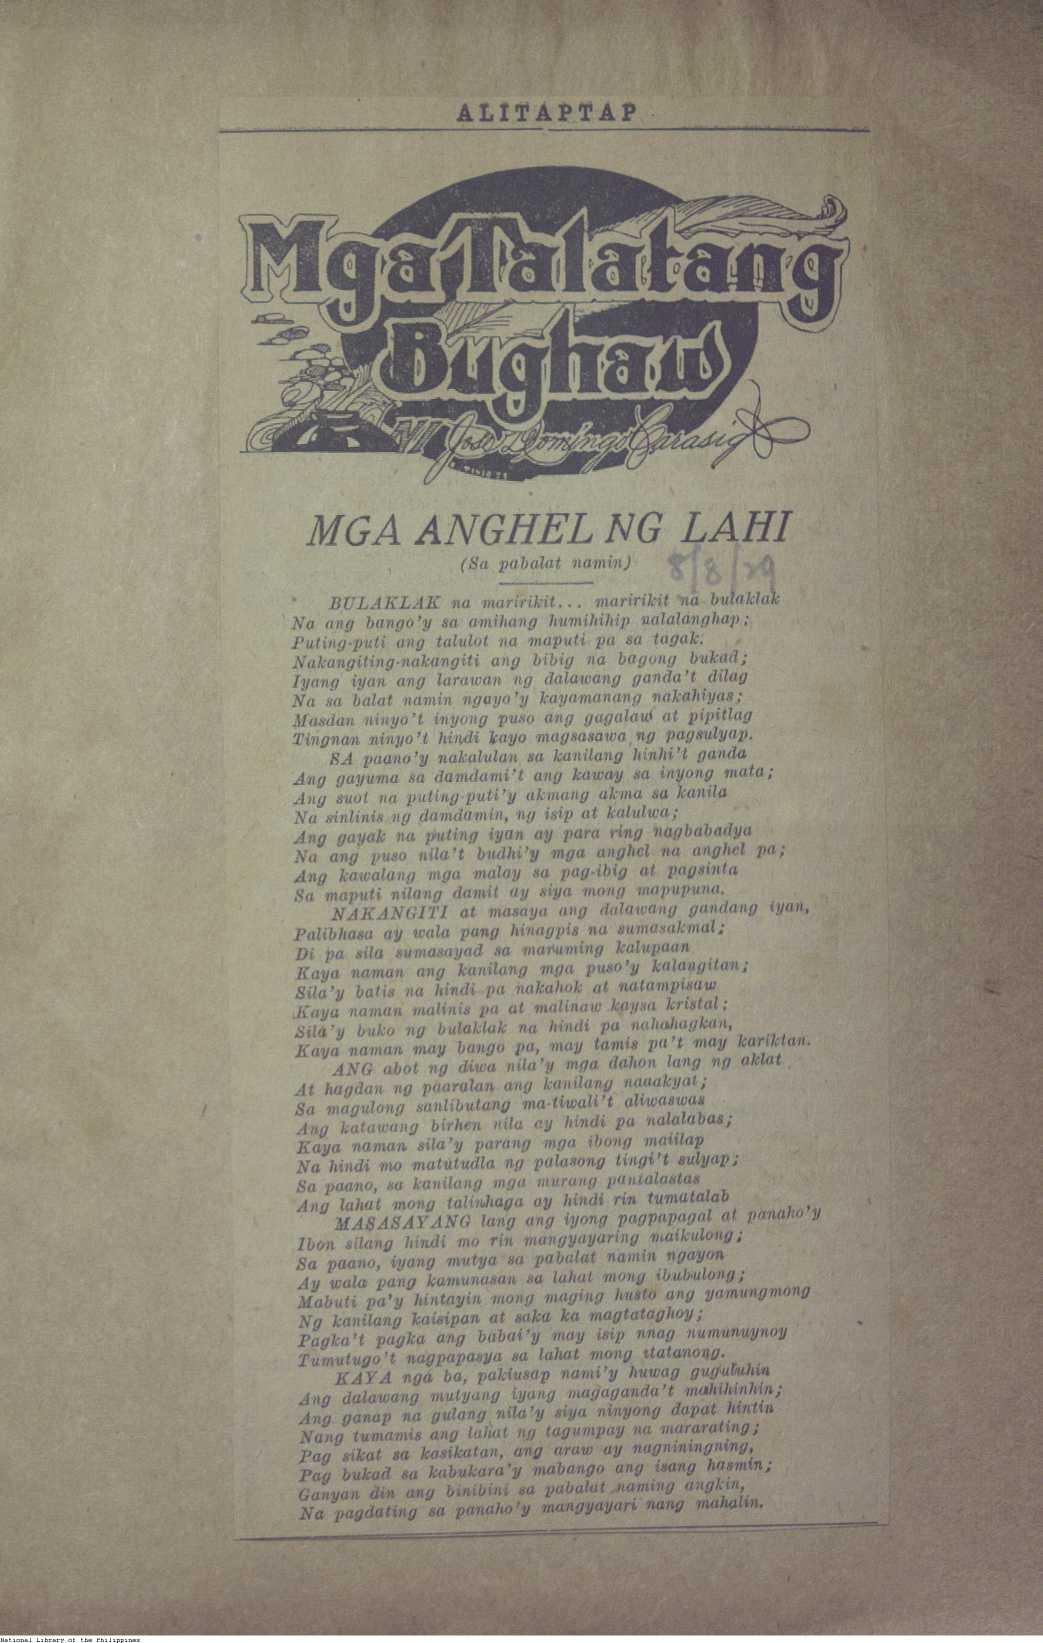 ALITAPTAP
Mga Talatang
Bughaw
NI Jose Domingo Carasig
MGA ANGHEL NG LAHI
(Sa pabalat namin)
8/8/29
BULAKLAK na maririkit... maririkit na bulaklak
Na ang bango'y sa amihang humihihip nalalanghap;
Puting-puti ang talulot na maputi pa sa tagak.
Nakangiting-nakangiti ang bibig na bagong bukad;
Iyang iyan ang larawan ng dalawang ganda't dilag
Na sa balat namin ngayo'y kayamanang nakahiyas;
Masdan ninyo't inyong puso ang gagalaw at pipitlag
Tingnan ninyo't hindi kayo magsasawa ng pagsulyap.
SA paano'y nakalulan sa kanilang hinhi't ganda
Ang gayuma sa damdami't ang kaway sa inyong mata;
Ang suot na puting-puti'y akmang akma sa kanila
Na sinlinis ng damdamin, ng isip at kalulwa;
Ang gayak na puting iyan ay para ring nagbabadya
Na ang puso nila't budhi'y mga anghel na anghel pa;
Ang kawalang mga malay sa pag-ibig at pagsinta
Sa maputi nilang damit ay siya mong mapupuna.
NAKANGITI at masaya ang dalawang gandang iyan,
Palibhasa ay wala pang hinagpis na sumasakmal;
Di pa sila sumasayad sa maruming kalupaan
Kaya naman ang kanilang mga puso'y kalangitan;
Sila'y batis na hindi pa nakahok at natampisaw
Kaya naman malinis pa at malinaw kaysa kristal;
Sila'y buko ng bulaklak na hindi pa nahahagkan,
Kaya naman may bango pa, may tamis pa't may kariktan.
ANG abot ng diwa nila'y mga dahon lang ng aklat
At hagdan ng paaralan ang kanilang naaakyat;
Sa magulong sanlibutang ma-tiwali't aliwaswas
Ang katawang birhen nila ay hindi pa nalalabas;
Kaya naman sila'y parang mga ibong maiilap
Na hindi mo matutudla ng palasong tingi't sulyap;
Sa paano, sa kanilang mga murang pantalastas
Ang lahat mong talinhaga ay hindi rin tumatalab
MASASAYANG lang ang iyong pagpapagal at panaho'y
Ibon silang hindi mo rin mangyayaring maikulong;
Sa paano, iyang mutya sa pabalat namin ngayon
Ay wala pang kamunasan sa lahat mong ibubulong;
Mabuti pa'y hintayin mong maging husto ang yamungmong
Ng kanilang kaisipan at saka ka magtataghoy;
Pagka't pagka ang babai'y may isip nnag numunuynoy
Tumutugo't nagpapasya sa lahat mong itatanong.
KAYA nga ba, pakiusap nami'y huwag guguluhin
Ang dalawang mutyang iyang magaganda't mahihinhin;
Ang ganap na gulang nila'y siya ninyong dapat hintin
Nang tumamis ang lahat ng tagumpay na mararating;
Pag sikat sa kasikatan, ang araw ay nagniningning,
Pag bukad sa kabukara'y mabango ang isang hasmin;
Ganyan din ang binibini sa pabalat naming angkin,
Na pagdating sa panaho'y mangyayari nang mahalin.
National Library of the Philippines